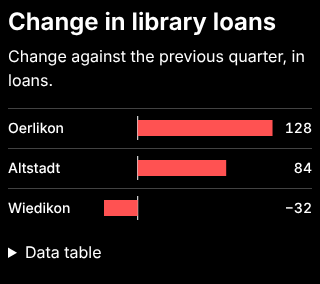 Change in library loans
Change against the previous quarter, in
loans.
Oerlikon 128
Altstadt 84
Wiedikon −32
Data table